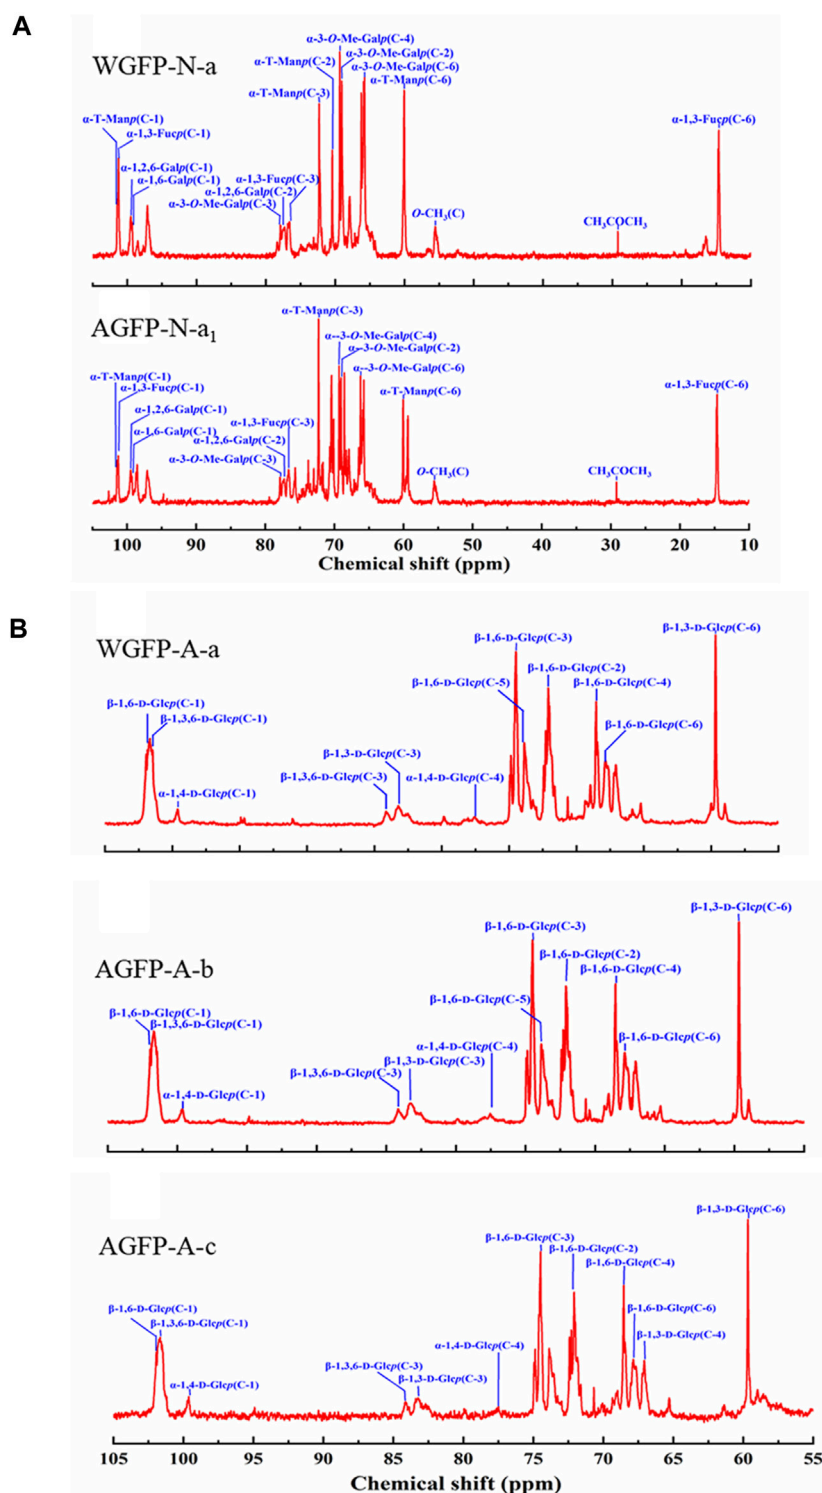 A
WGFP-N-a
α-3-O-Me-Galp(C-4)
α-3-O-Me-Galp(C-2)
α-T-Manp(C-2)
α-3-O-Me-Galp(C-6)
α-T-Manp(C-6)
α-T-Manp(C-3)
α-T-Manp(C-1)
α-1,3-Fucp(C-1)
α-1,3-Fucp(C-6)
α-1,2,6-Galp(C-1)
α-1,6-Galp(C-1)
α-1,3-Fucp(C-3)
α-1,2,6-Galp(C-2)
α-3-O-Me-Galp(C-3)
O-CH₃(C)
CH₃COCH₃
AGFP-N-a₁
α-T-Manp(C-3)
α--3-O-Me-Galp(C-4)
α--3-O-Me-Galp(C-2)
α--3-O-Me-Galp(C-6)
α-T-Manp(C-1)
α-1,3-Fucp(C-1)
α-T-Manp(C-6)
α-1,3-Fucp(C-6)
α-1,2,6-Galp(C-1)
α-1,6-Galp(C-1)
α-1,3-Fucp(C-3)
α-1,2,6-Galp(C-2)
α-3-O-Me-Galp(C-3)
O-CH₃(C)
CH₃COCH₃
100 90 80 70 60 50 40 30 20 10
Chemical shift (ppm)
B
WGFP-A-a
β-1,6-D-Glcp(C-3)
β-1,3-D-Glcp(C-6)
β-1,6-D-Glcp(C-2)
β-1,6-D-Glcp(C-5)
β-1,6-D-Glcp(C-4)
β-1,6-D-Glcp(C-1)
β-1,3,6-D-Glcp(C-1)
β-1,6-D-Glcp(C-6)
β-1,3-D-Glcp(C-3)
β-1,3,6-D-Glcp(C-3)
α-1,4-D-Glcp(C-4)
α-1,4-D-Glcp(C-1)
AGFP-A-b
β-1,3-D-Glcp(C-6)
β-1,6-D-Glcp(C-3)
β-1,6-D-Glcp(C-2)
β-1,6-D-Glcp(C-4)
β-1,6-D-Glcp(C-5)
β-1,6-D-Glcp(C-1)
β-1,3,6-D-Glcp(C-1)
β-1,6-D-Glcp(C-6)
α-1,4-D-Glcp(C-4)
β-1,3-D-Glcp(C-3)
β-1,3,6-D-Glcp(C-3)
α-1,4-D-Glcp(C-1)
AGFP-A-c
β-1,3-D-Glcp(C-6)
β-1,6-D-Glcp(C-3)
β-1,6-D-Glcp(C-2)
β-1,6-D-Glcp(C-4)
β-1,6-D-Glcp(C-1)
β-1,3,6-D-Glcp(C-1)
β-1,6-D-Glcp(C-6)
β-1,3-D-Glcp(C-4)
α-1,4-D-Glcp(C-4)
β-1,3,6-D-Glcp(C-3)
β-1,3-D-Glcp(C-3)
α-1,4-D-Glcp(C-1)
105 100 95 90 85 80 75 70 65 60 55
Chemical shift (ppm)